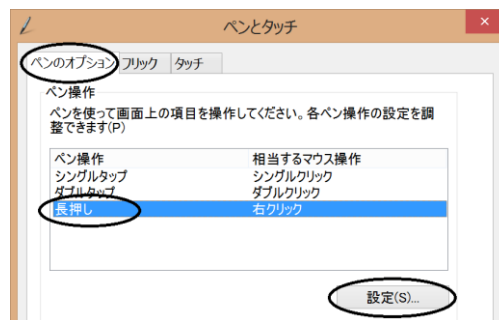 ペンとタッチ
ペンのオプション フリック タッチ
ペン操作
ペンを使って画面上の項目を操作してください。各ペン操作の設定を調
整できます(P)
ペン操作 相当するマウス操作
シングルタップ シングルクリック
ダブルタップ ダブルクリック
長押し 右クリック
設定(S)...